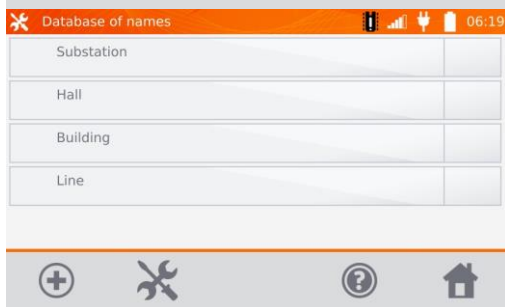 Database of names 06:19
Substation
Hall
Building
Line